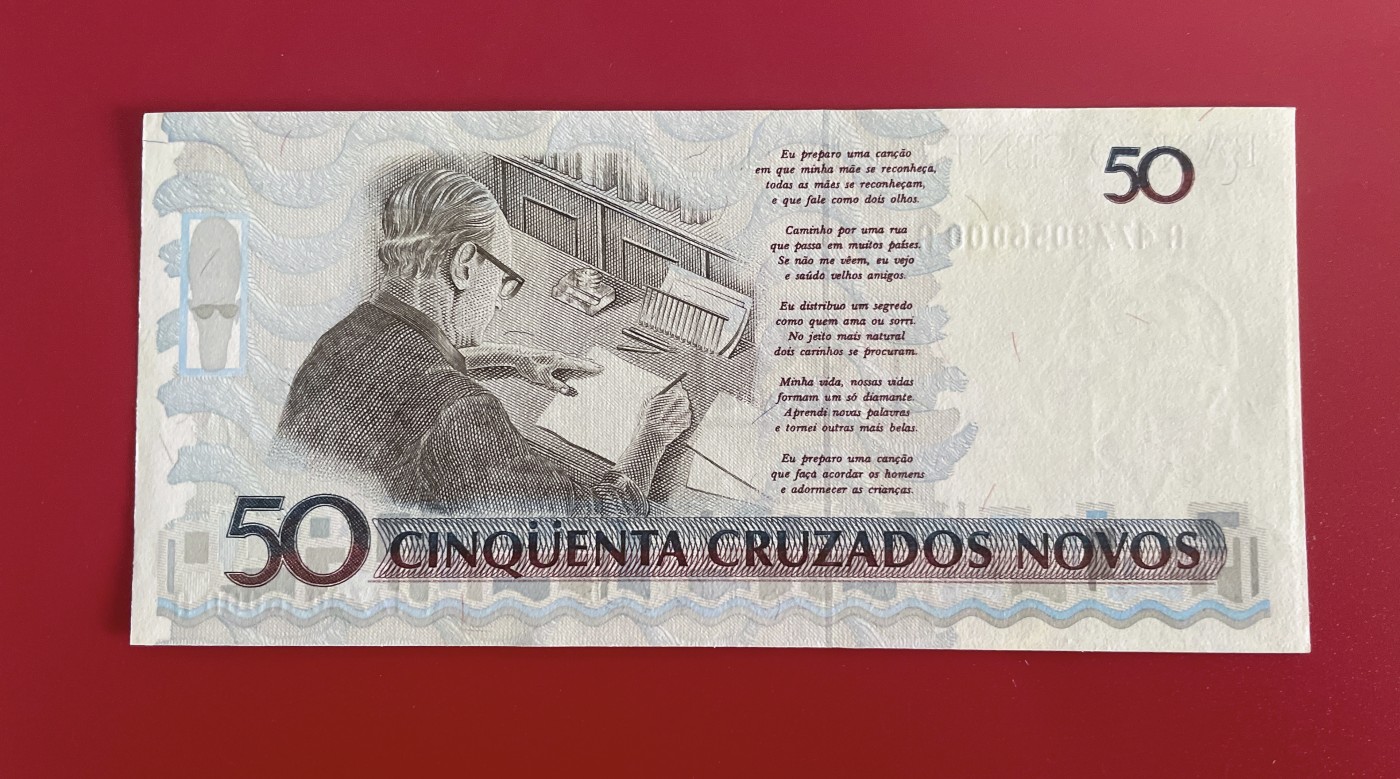 50
Eu preparo uma canção
em que minha mãe se reconheça,
todas as mães se reconheçam,
e que fale como dois olhos.
Caminho por uma rua
que passa em muitos países.
Se não me vêem, eu vejo
e saúdo velhos amigos.
Eu distribuo um segredo
como quem ama ou sorri.
No jeito mais natural
dois carinhos se procuram.
Minha vida, nossas vidas
formam um só diamante.
Aprendi novas palavras
e tornei outras mais belas.
Eu preparo uma canção
que faça acordar os homens
e adormecer as crianças.
50 CINQÜENTA CRUZADOS NOVOS